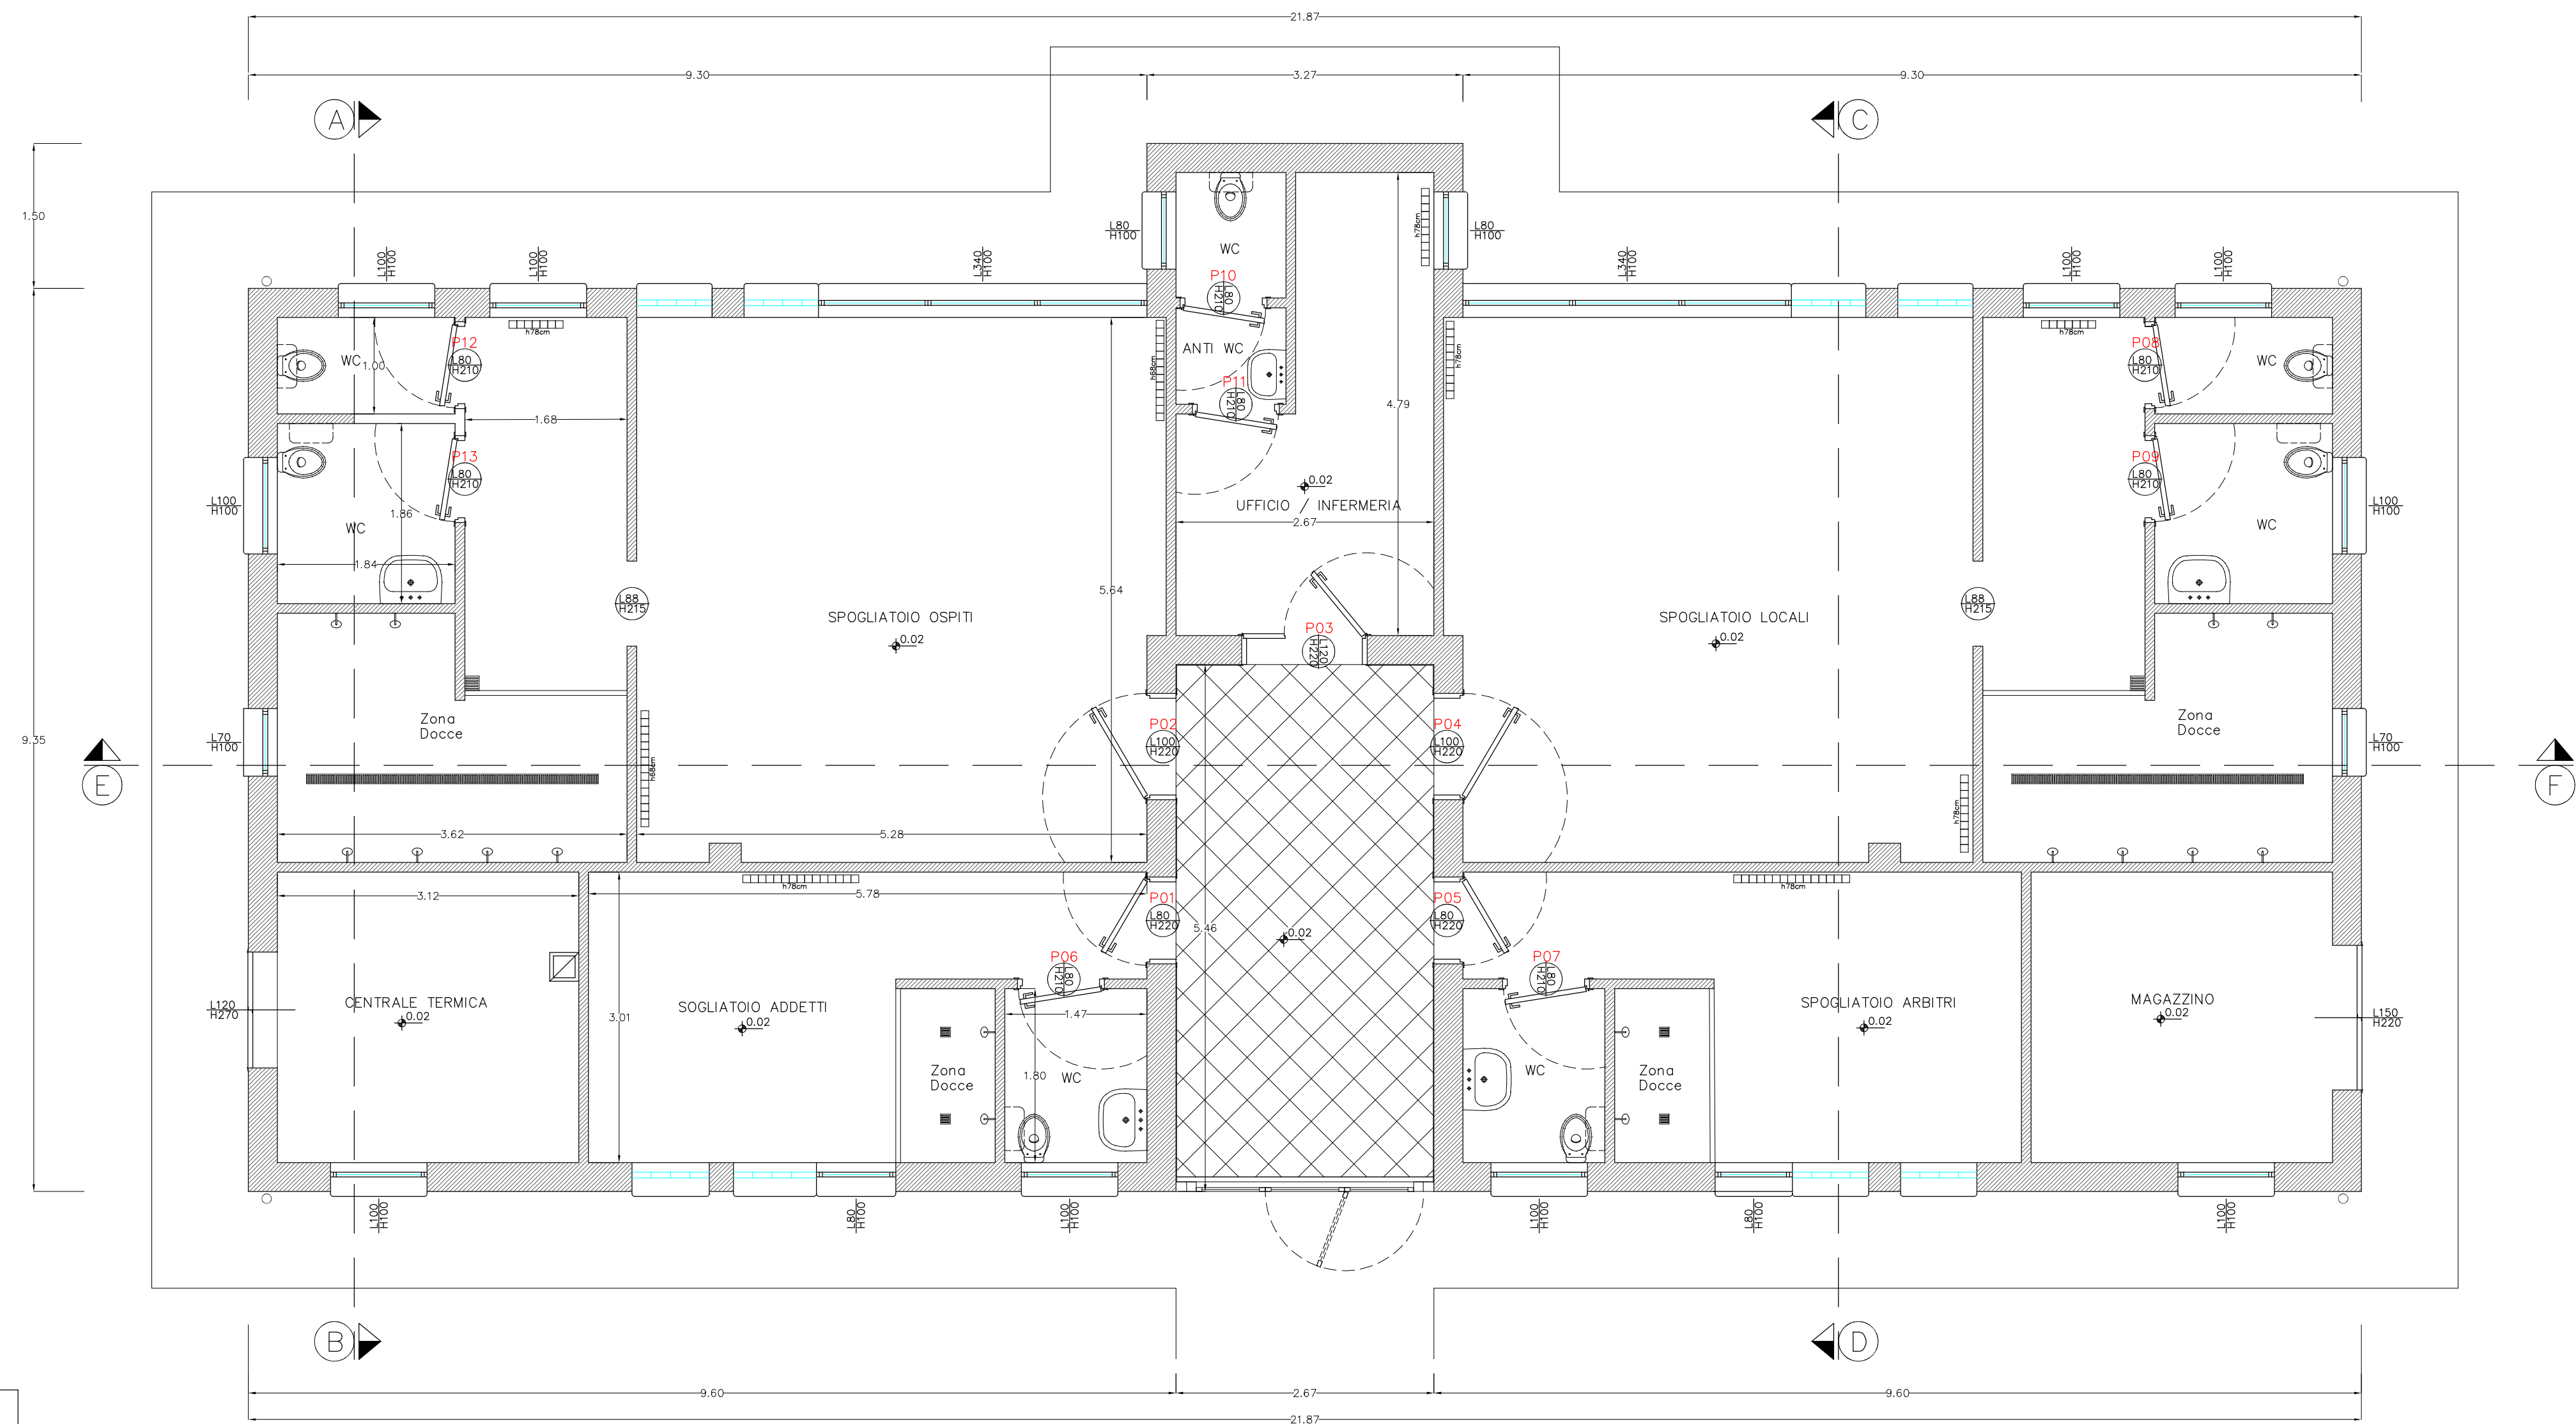 21.87
9.30
3.27
9.30
A
C
1.50
L80
H100
L80
H100
h78cm
WC
L100
H100
L100
H100
L340
H100
L340
H100
L100
H100
L100
H100
P10
L80
H210
h78cm
h78cm
P12
L80
H210
WC
1.00
h68cm
ANTI WC
h78cm
P08
L80
H210
WC
P11
L80
H210
4.79
1.68
P13
L80
H210
P09
L80
H210
0.02
L100
H100
1.86
UFFICIO / INFERMERIA
L100
H100
WC
2.67
WC
1.84
5.64
L88
H215
L88
H215
SPOGLIATOIO OSPITI
0.02
SPOGLIATOIO LOCALI
0.02
P03
L120
H220
Zona
Docce
P02
L100
H220
P04
L100
H220
Zona
Docce
9.35
L70
H100
L70
H100
h68cm
E
F
h78cm
3.62
5.28
h78cm
h78cm
3.12
5.78
P01
L80
H220
P05
L80
H220
5.46
0.02
P06
L80
H210
P07
L80
H210
L120
H270
CENTRALE TERMICA
0.02
SOGLIATOIO ADDETTI
0.02
3.01
1.47
SPOGLIATOIO ARBITRI
0.02
MAGAZZINO
0.02
L150
H220
Zona
Docce
1.80
WC
WC
Zona
Docce
L100
H100
L80
H100
L100
H100
L100
H100
L80
H100
L100
H100
B
D
9.60
2.67
9.60
21.87